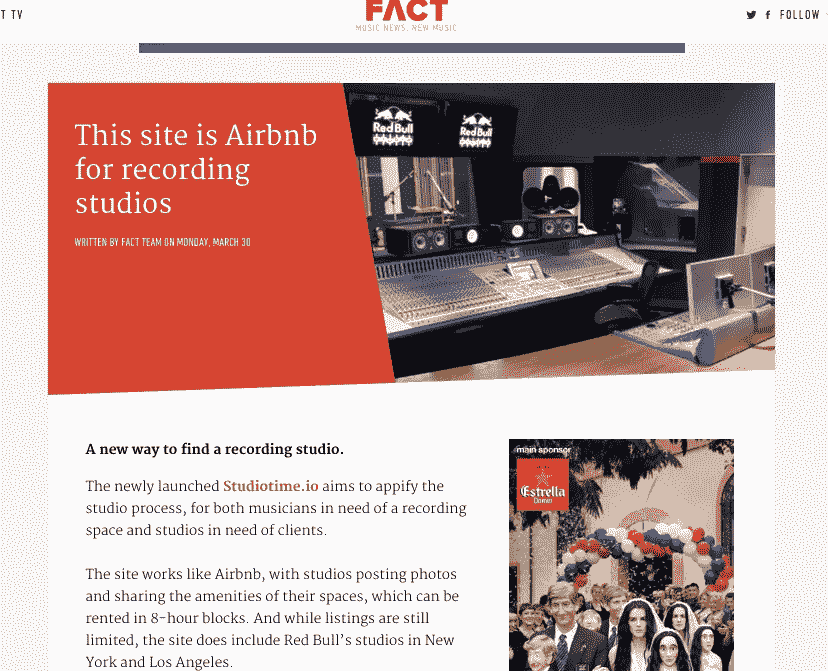 T TV
FACT
MUSIC NEWS, NEW MUSIC
FOLLOW
This site is Airbnb
for recording
studios
WRITTEN BY FACT TEAM ON MONDAY, MARCH 30
Red Bull
Red Bull
A new way to find a recording studio.
The newly launched Studiotime.io aims to appify the
studio process, for both musicians in need of a recording
space and studios in need of clients.
The site works like Airbnb, with studios posting photos
and sharing the amenities of their spaces, which can be
rented in 8-hour blocks. And while listings are still
limited, the site does include Red Bull’s studios in New
York and Los Angeles.
main sponsor
Estrella
Damm